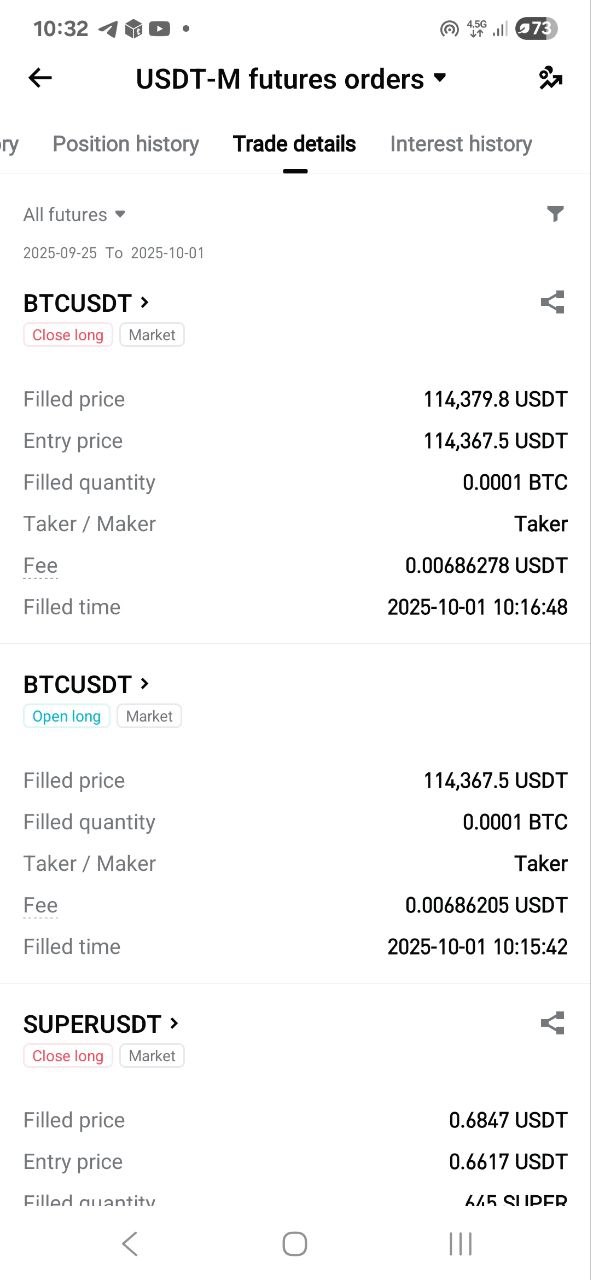 10:32
4.5G
73
USDT-M futures orders
ry Position history Trade details Interest history
All futures
2025-09-25 To 2025-10-01
BTCUSDT
Close long Market
Filled price 114,379.8 USDT
Entry price 114,367.5 USDT
Filled quantity 0.0001 BTC
Taker / Maker Taker
Fee 0.00686278 USDT
Filled time 2025-10-01 10:16:48
BTCUSDT
Open long Market
Filled price 114,367.5 USDT
Filled quantity 0.0001 BTC
Taker / Maker Taker
Fee 0.00686205 USDT
Filled time 2025-10-01 10:15:42
SUPERUSDT
Close long Market
Filled price 0.6847 USDT
Entry price 0.6617 USDT
Filled quantity 645 SUPER